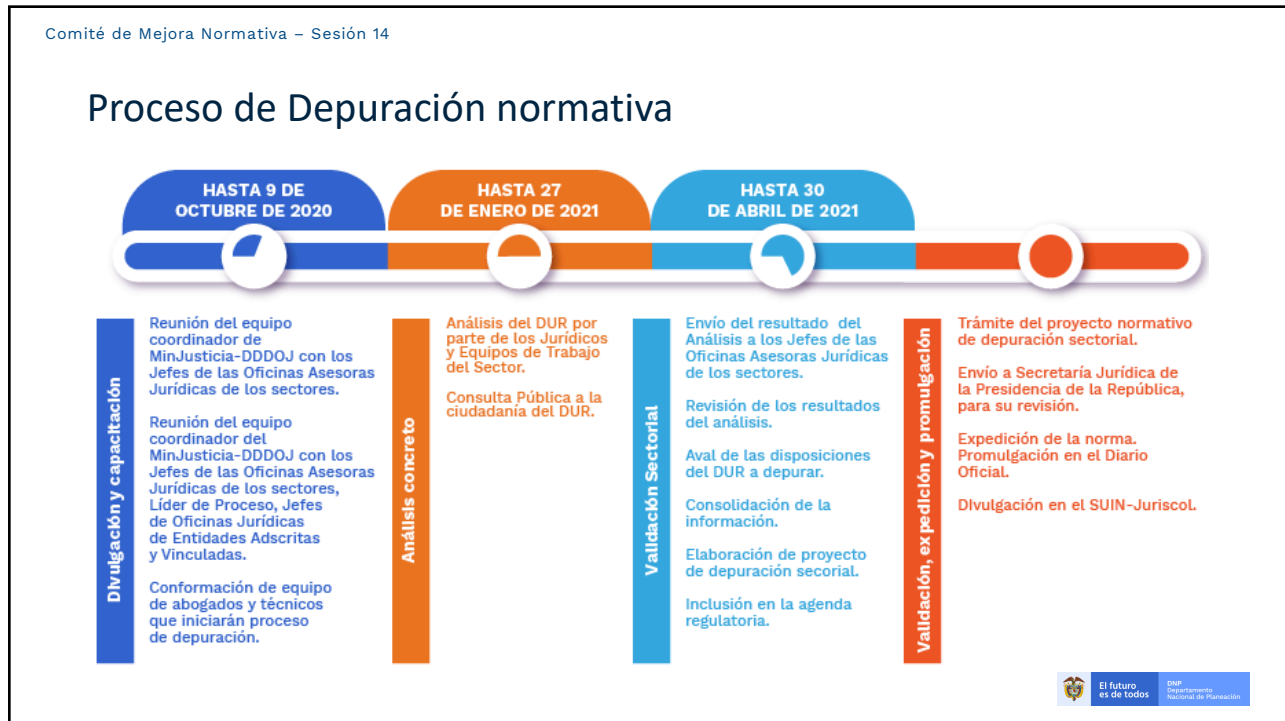 Comité de Mejora Normativa – Sesión 14
Proceso de Depuración normativa
HASTA 9 DE
OCTUBRE DE 2020
HASTA 27
DE ENERO DE 2021
HASTA 30
DE ABRIL DE 2021
Divulgación y capacitación
Reunión del equipo
coordinador de
MinJusticia-DDDOJ con los
Jefes de las Oficinas Asesoras
Jurídicas de los sectores.
Reunión del equipo
coordinador del
MinJusticia-DDDOJ con los
Jefes de las Oficinas Asesoras
Jurídicas de los sectores,
Líder de Proceso, Jefes
de Oficinas Jurídicas
de Entidades Adscritas
y Vinculadas.
Conformación de equipo
de abogados y técnicos
que iniciarán proceso
de depuración.
Análisis concreto
Análisis del DUR por
parte de los Jurídicos
y Equipos de Trabajo
del Sector.
Consulta Pública a la
ciudadanía del DUR.
Validación Sectorial
Envío del resultado del
Análisis a los Jefes de las
Oficinas Asesoras Jurídicas
de los sectores.
Revisión de los resultados
del análisis.
Aval de las disposiciones
del DUR a depurar.
Consolidación de la
información.
Elaboración de proyecto
de depuración secorial.
Inclusión en la agenda
regulatoria.
Validación, expedición y promulgación
Trámite del proyecto normativo
de depuración sectorial.
Envío a Secretaría Jurídica de
la Presidencia de la República,
para su revisión.
Expedición de la norma.
Promulgación en el Diario
Oficial.
DIvulgación en el SUIN-Juriscol.
El futuro
es de todos
DNP
Departamento
Nacional de Planeación